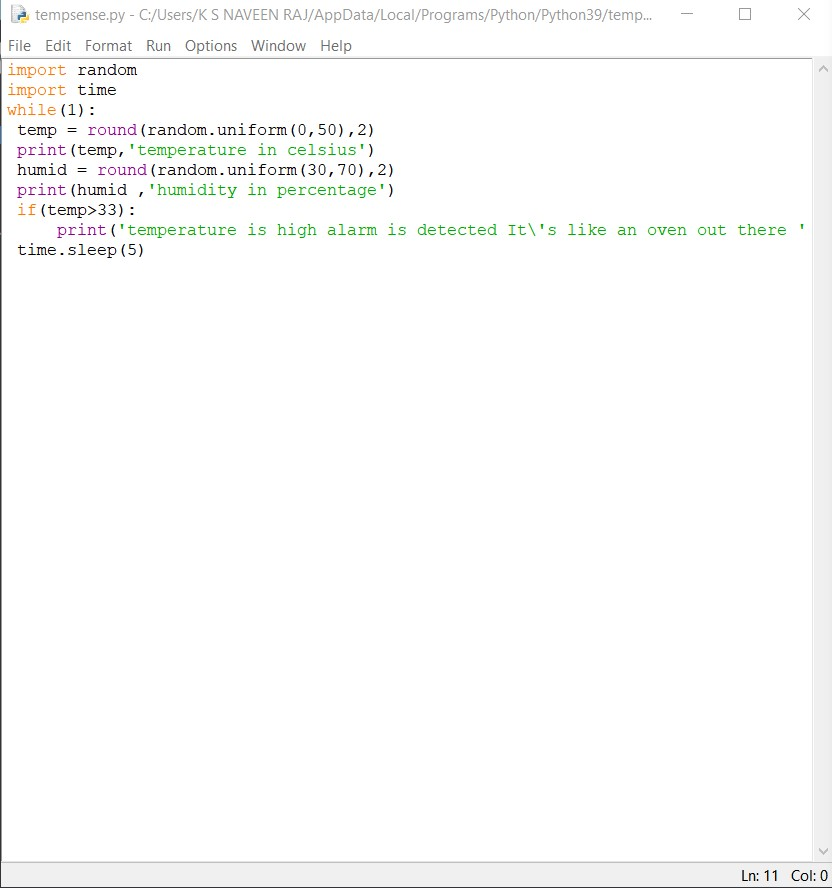 tempsense.py - C:/Users/K S NAVEEN RAJ/AppData/Local/Programs/Python/Python39/temp...
File Edit Format Run Options Window Help
import random
import time
while(1):
 temp = round(random.uniform(0,50),2)
 print(temp,'temperature in celsius')
 humid = round(random.uniform(30,70),2)
 print(humid ,'humidity in percentage')
 if(temp>33):
     print('temperature is high alarm is detected It\'s like an oven out there '
 time.sleep(5)
Ln: 11 Col: 0